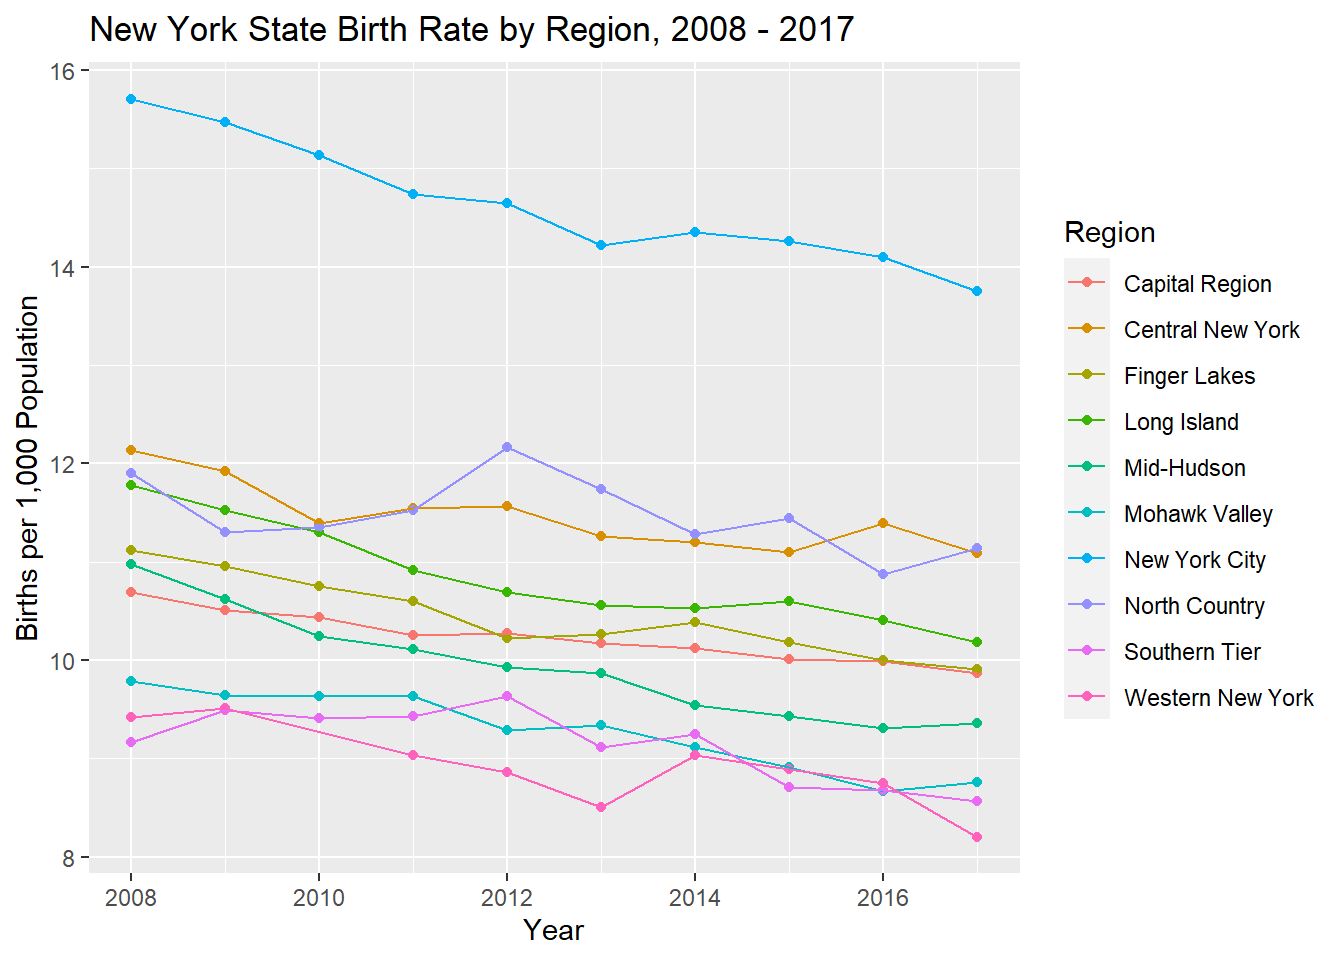 New York State Birth Rate by Region, 2008 - 2017
16
14
12
10
8
Births per 1,000 Population
2008
2010
2012
2014
2016
Year
Region
Capital Region
Central New York
Finger Lakes
Long Island
Mid-Hudson
Mohawk Valley
New York City
North Country
Southern Tier
Western New York